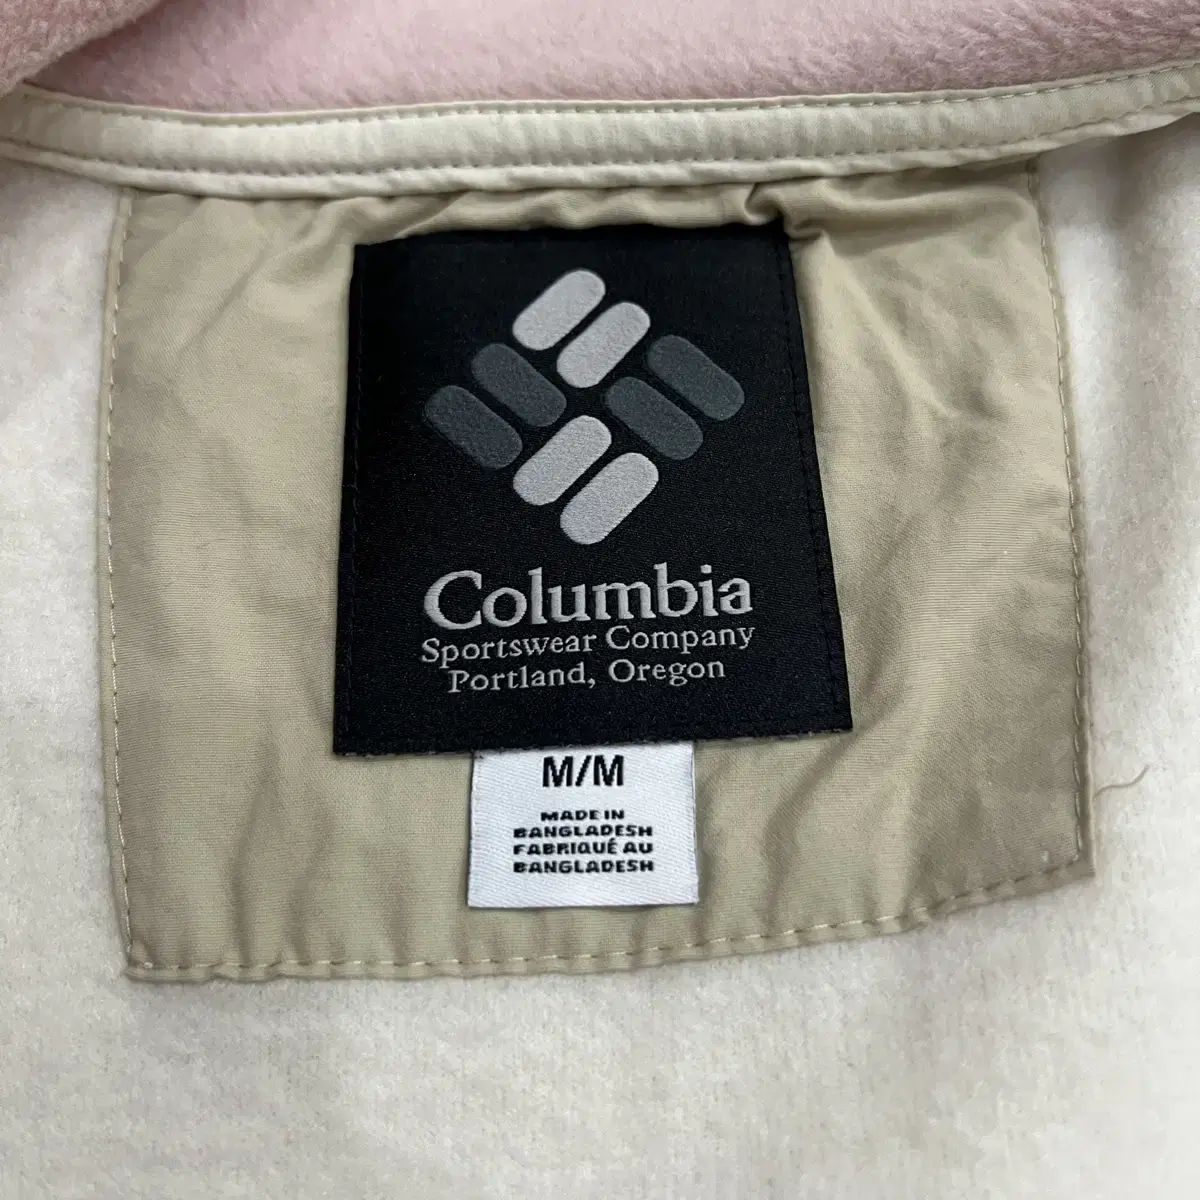 Columbia
Sportswear Company
Portland, Oregon
M/M
MADE IN
BANGLADESH
FABRIQUÉ AU
BANGLADESH